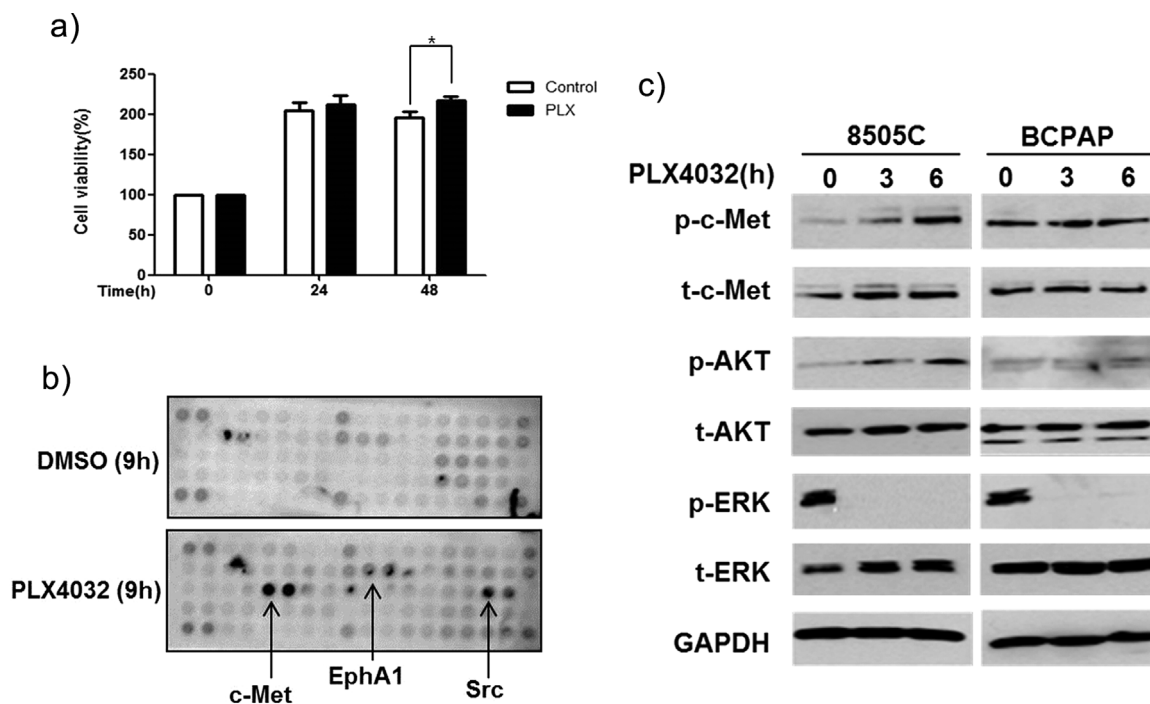 a)
*
250
200
150
100
50
0
Cell viability(%)
Time(h)
0
24
48
Control
PLX
b)
DMSO (9h)
PLX4032 (9h)
c-Met
EphA1
Src
c)
8505C
BCPAP
PLX4032(h)
0 3 6
0 3 6
p-c-Met
t-c-Met
p-AKT
t-AKT
p-ERK
t-ERK
GAPDH